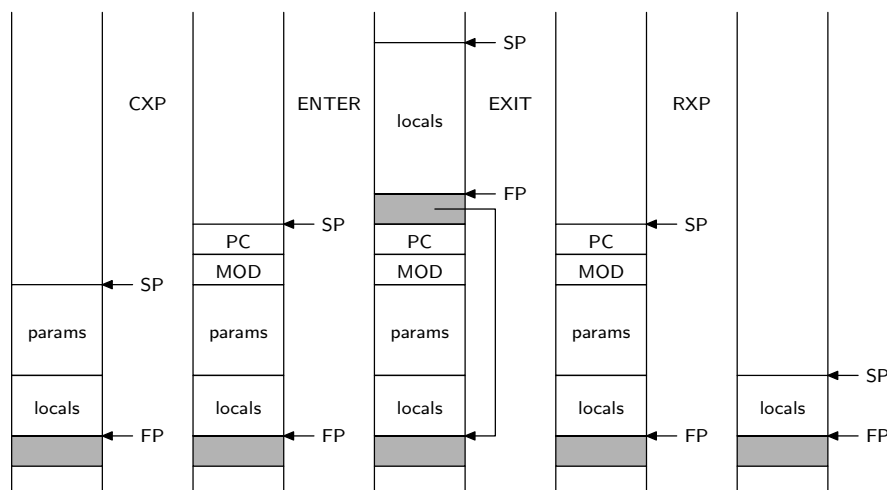 SP
CXP ENTER locals EXIT RXP
FP
SP SP
PC PC PC
MOD MOD MOD
SP
params params params params
SP
locals locals locals locals locals
FP FP FP FP